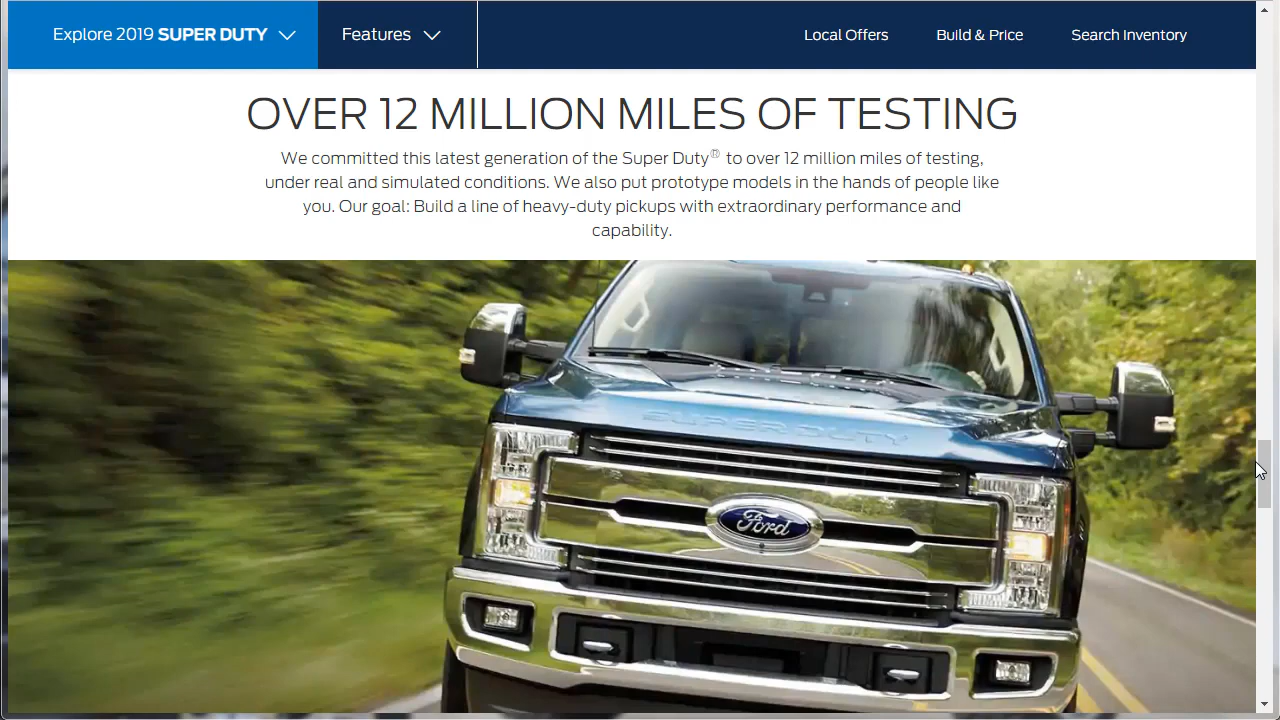 Explore 2019 SUPER DUTY
Features
Local Offers
Build & Price
Search Inventory
OVER 12 MILLION MILES OF TESTING
We committed this latest generation of the Super Duty® to over 12 million miles of testing,
under real and simulated conditions. We also put prototype models in the hands of people like
you. Our goal: Build a line of heavy-duty pickups with extraordinary performance and
capability.
SUPER DUTY
Ford